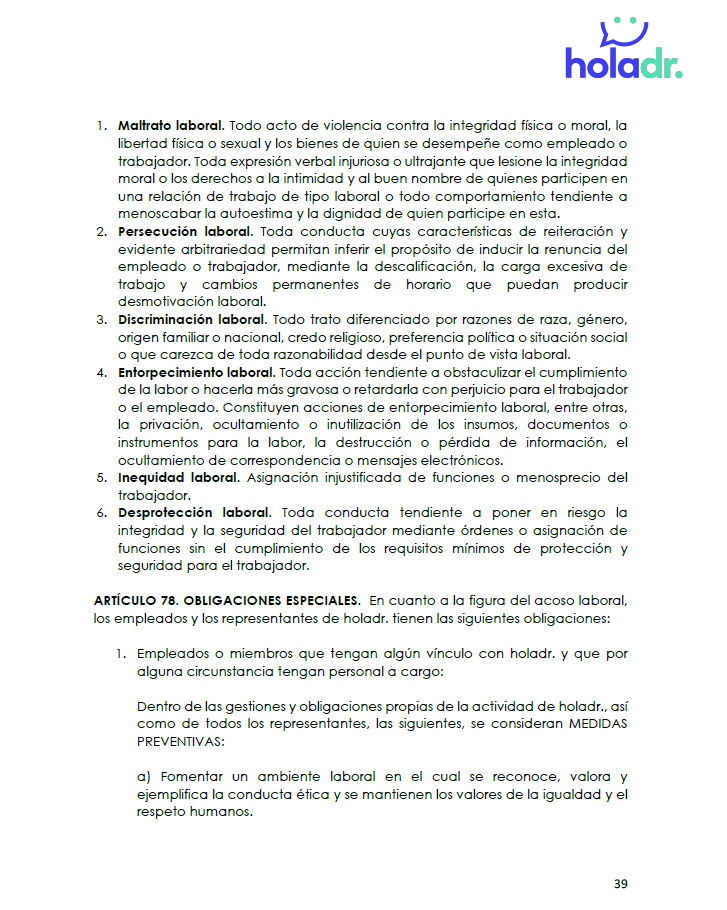 holadr.
1. Maltrato laboral. Todo acto de violencia contra la integridad física o moral, la
libertad física o sexual y los bienes de quien se desempeñe como empleado o
trabajador. Toda expresión verbal injuriosa o ultrajante que lesione la integridad
moral o los derechos a la intimidad y al buen nombre de quienes participen en
una relación de trabajo de tipo laboral o todo comportamiento tendiente a
menoscabar la autoestima y la dignidad de quien participe en esta.
2. Persecución laboral. Toda conducta cuyas características de reiteración y
evidente arbitrariedad permitan inferir el propósito de inducir la renuncia del
empleado o trabajador, mediante la descalificación, la carga excesiva de
trabajo y cambios permanentes de horario que puedan producir
desmotivación laboral.
3. Discriminación laboral. Todo trato diferenciado por razones de raza, género,
origen familiar o nacional, credo religioso, preferencia política o situación social
o que carezca de toda razonabilidad desde el punto de vista laboral.
4. Entorpecimiento laboral. Toda acción tendiente a obstaculizar el cumplimiento
de la labor o hacerla más gravosa o retardarla con perjuicio para el trabajador
o el empleado. Constituyen acciones de entorpecimiento laboral, entre otras,
la privación, ocultamiento o inutilización de los insumos, documentos o
instrumentos para la labor, la destrucción o pérdida de información, el
ocultamiento de correspondencia o mensajes electrónicos.
5. Inequidad laboral. Asignación injustificada de funciones o menosprecio del
trabajador.
6. Desprotección laboral. Toda conducta tendiente a poner en riesgo la
integridad y la seguridad del trabajador mediante órdenes o asignación de
funciones sin el cumplimiento de los requisitos mínimos de protección y
seguridad para el trabajador.
ARTÍCULO 78. OBLIGACIONES ESPECIALES. En cuanto a la figura del acoso laboral,
los empleados y los representantes de holadr. tienen las siguientes obligaciones:
1. Empleados o miembros que tengan algún vínculo con holadr. y que por
alguna circunstancia tengan personal a cargo:
Dentro de las gestiones y obligaciones propias de la actividad de holadr., así
como de todos los representantes, las siguientes, se consideran MEDIDAS
PREVENTIVAS:
a) Fomentar un ambiente laboral en el cual se reconoce, valora y
ejemplifica la conducta ética y se mantienen los valores de la igualdad y el
respeto humanos.
39